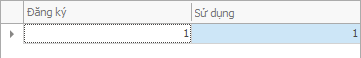 Đăng ký Sử dụng
1 1